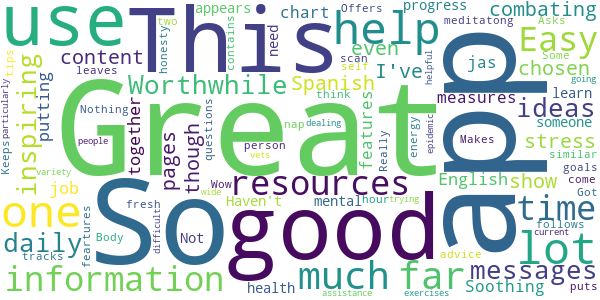 use
This
help
progress
combating
appears
two
Offers
chart
meditatong
Asks
Some
Easy
content
honesty
contains
need
even
I've
tips
inspiring
leaves
Worthwhile
scan
Spanish
self
jas
chosen
app
Keeps
particularly
putting
Nothing
together
pages
though
Great
questions
think
features
Really
measures
learn
ideas
going
helpful
nap
dealing
energy
epidemic
Makes
someone
people
job
person
vets
stress
similar
variety
one
So
Wow
good
resources
English
show
goals
Haven't
mental
hour
trying
come
fresh
difficult
wide
time
Got
daily
feartures
Body
Not
much
far
lot
follows
current
tracks
messages
advice
puts
information
health
assistance
exercises
Soothing